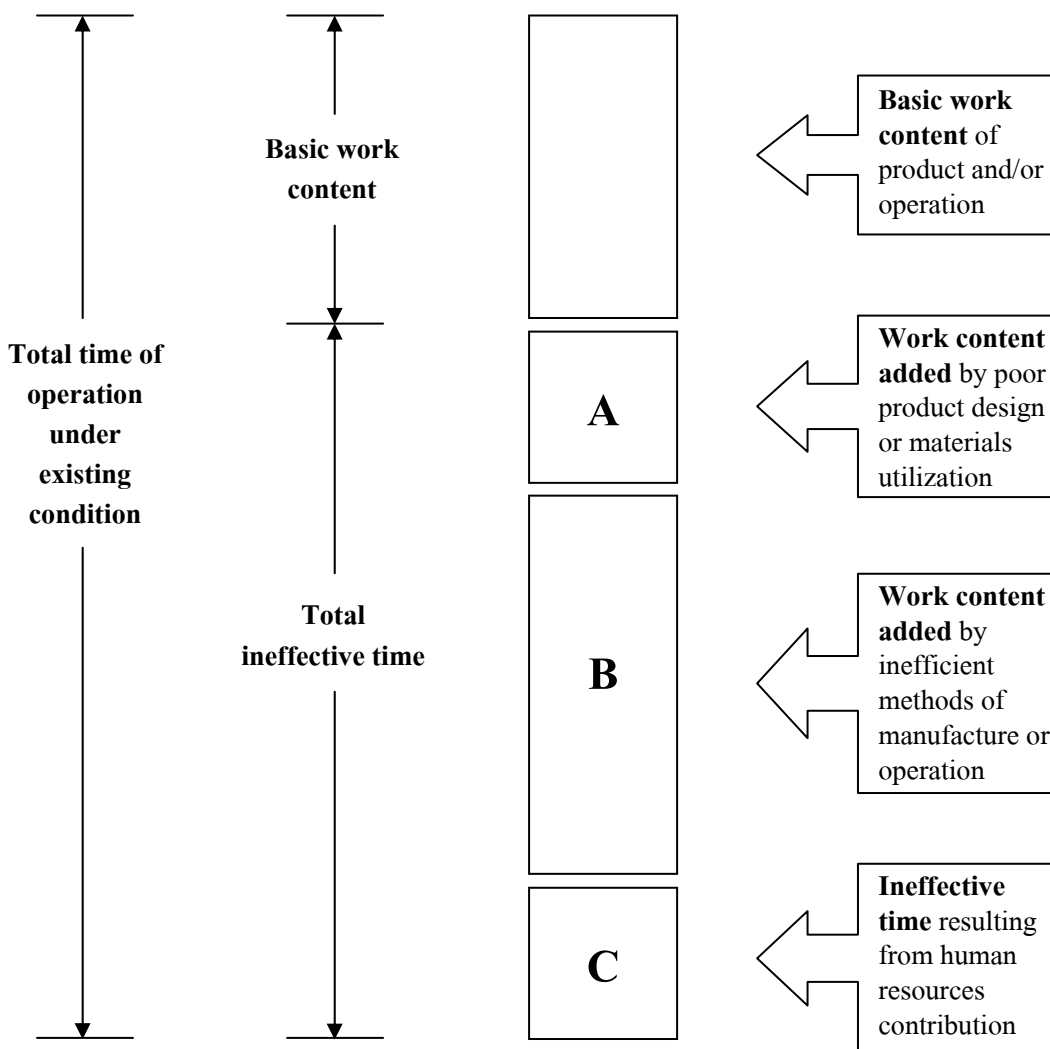 Total time of
operation
under
existing
condition
Basic work
content
Total
ineffective time
A
B
C
Basic work
content of
product and/or
operation
Work content
added by poor
product design
or materials
utilization
Work content
added by
inefficient
methods of
manufacture or
operation
Ineffective
time resulting
from human
resources
contribution